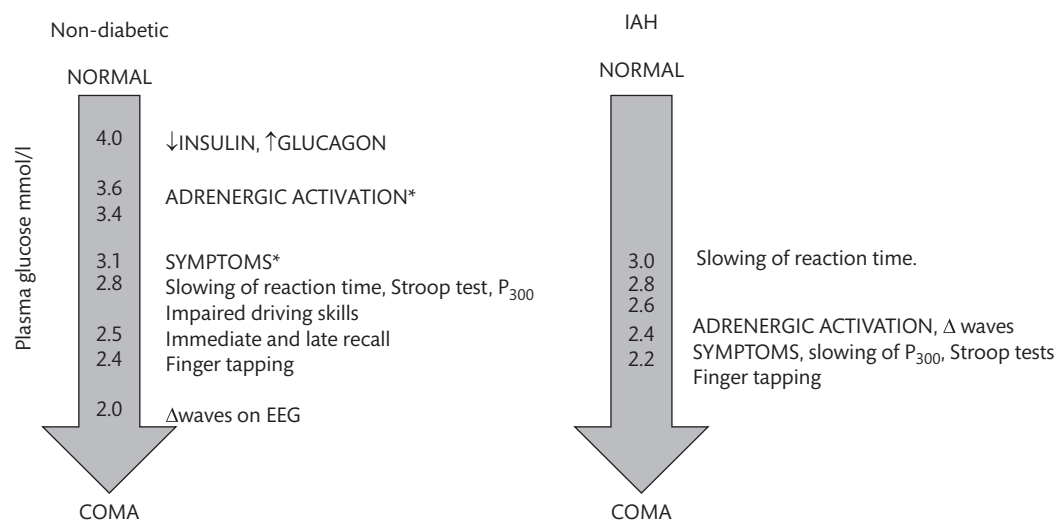 Non-diabetic
NORMAL
Plasma glucose mmol/l
4.0 ↓INSULIN, ↑GLUCAGON
3.6
ADRENERGIC ACTIVATION*
3.4
3.1 SYMPTOMS*
2.8 Slowing of reaction time, Stroop test, P300
Impaired driving skills
2.5 Immediate and late recall
2.4 Finger tapping
2.0 Δwaves on EEG
COMA
IAH
NORMAL
3.0 Slowing of reaction time.
2.8
2.6
2.4 ADRENERGIC ACTIVATION, Δ waves
2.2 SYMPTOMS, slowing of P300, Stroop tests
Finger tapping
COMA